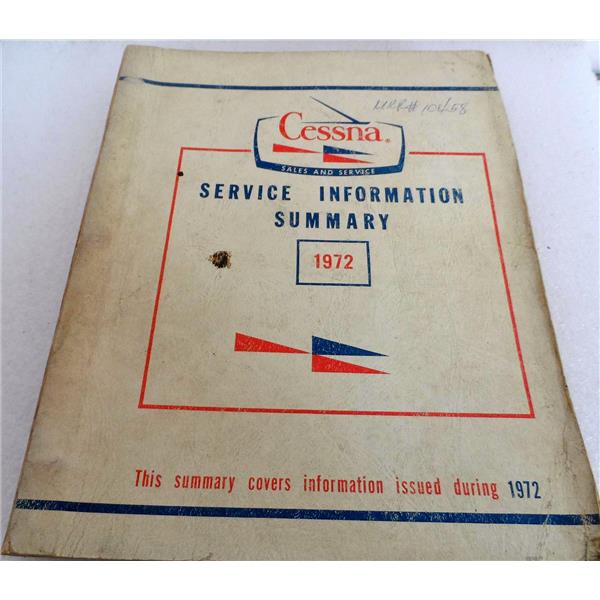 Cessna®
SALES AND SERVICE
SERVICE INFORMATION
SUMMARY
1972
This summary covers information issued during 1972